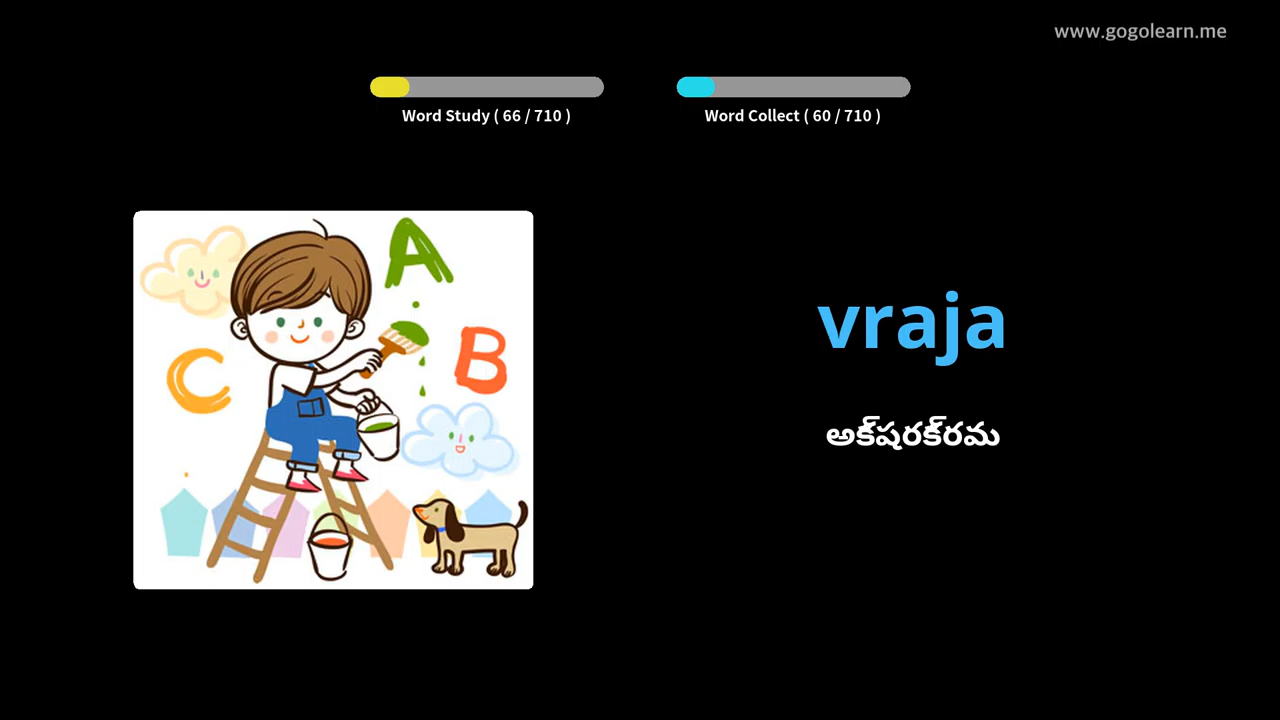 www.gogolearn.me
Word Study ( 66 / 710 )
Word Collect ( 60 / 710 )
A
B
C
vraja
అక్‌షరక్‌రమ